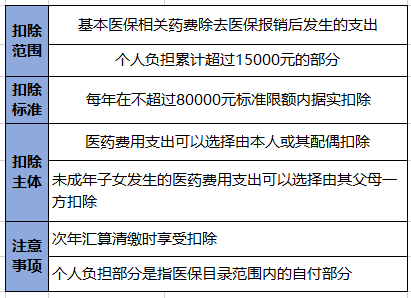 扣除
范围
基本医保相关药费除去医保报销后发生的支出
个人负担累计超过15000元的部分
扣除
标准
每年在不超过80000元标准限额内据实扣除
扣除
主体
医药费用支出可以选择由本人或其配偶扣除
未成年子女发生的医药费用支出可以选择由其父母一
方扣除
注意
事项
次年汇算清缴时享受扣除
个人负担部分是指医保目录范围内的自付部分